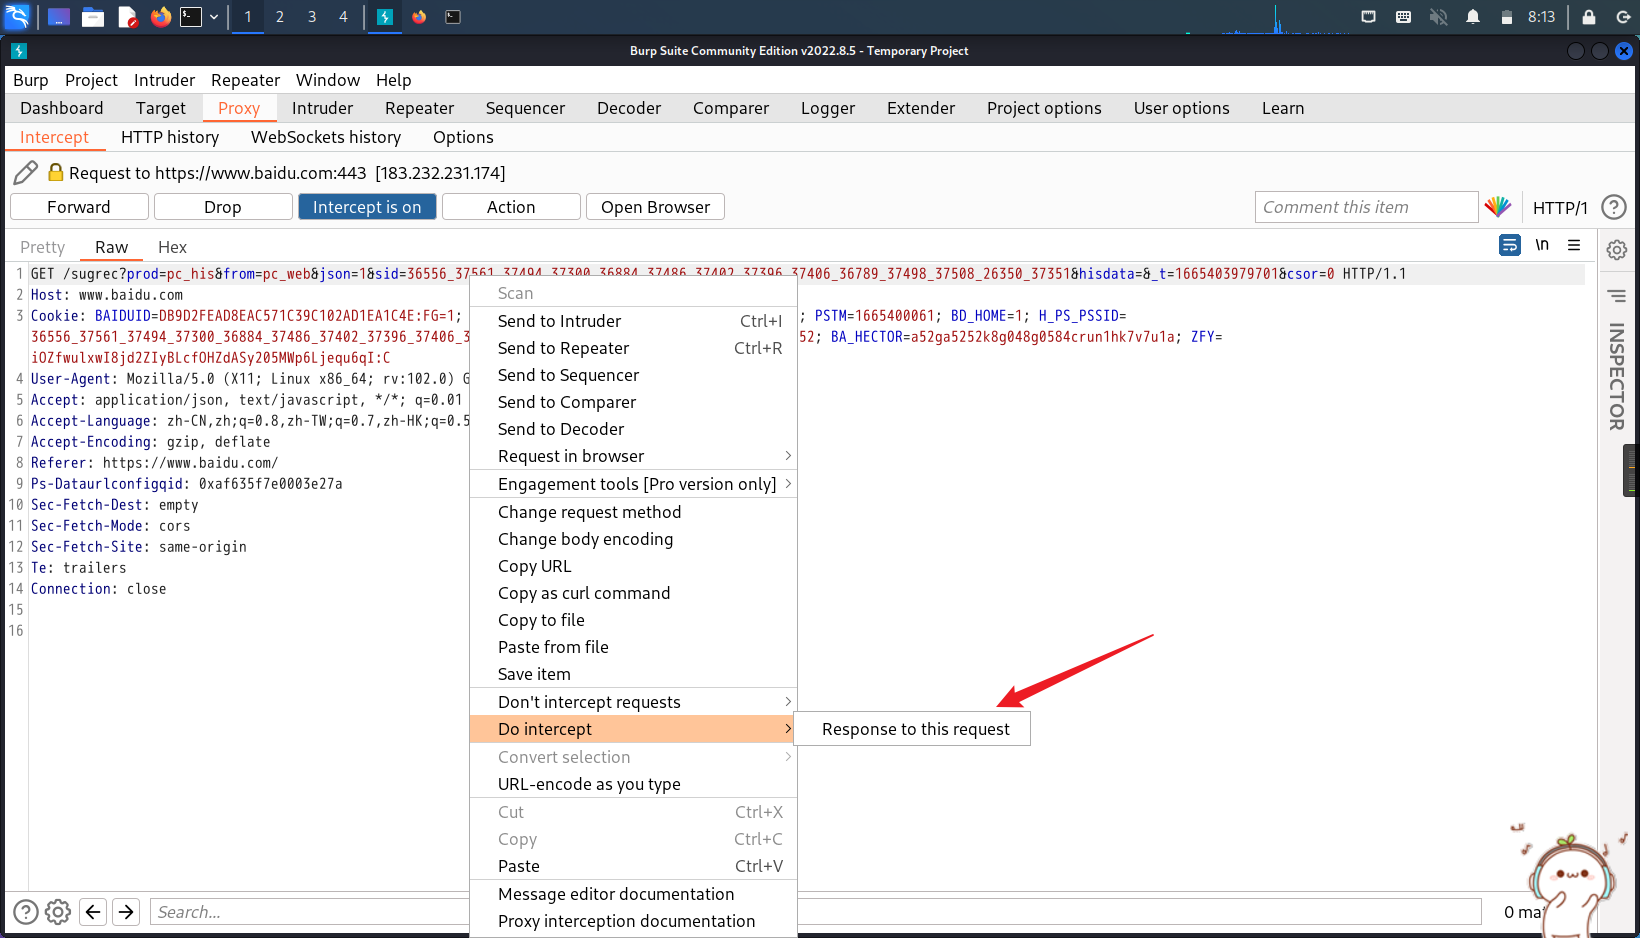 1 2 3 4 8:13
Burp Suite Community Edition v2022.8.5 - Temporary Project
Burp Project Intruder Repeater Window Help
Dashboard Target Proxy Intruder Repeater Sequencer Decoder Comparer Logger Extender Project options User options Learn
Intercept HTTP history WebSockets history Options
Request to https://www.baidu.com:443 [183.232.231.174]
Forward Drop Intercept is on Action Open Browser Comment this item HTTP/1 ?
Pretty Raw Hex \n
1 GET /sugrec?prod=pc_his&from=pc_web&json=1&sid=36556_37561_37494_37300_36884_37486_37402_37396_37406_36789_37498_37508_26350_37351&hisdata=&_t=1665403979701&csor=0 HTTP/1.1
2 Host: www.baidu.com
3 Cookie: BAIDUID=DB9D2FEAD8EAC571C39C102AD1EA1C4E:FG=1; ; PSTM=1665400061; BD_HOME=1; H_PS_PSSID=
36556_37561_37494_37300_36884_37486_37402_37396_37406_3 52; BA_HECTOR=a52ga5252k8g048g0584crun1hk7v7u1a; ZFY=
iOZfwulxwI8jd2ZIyBLcfOHZdASy205MWp6Ljequ6qI:C
4 User-Agent: Mozilla/5.0 (X11; Linux x86_64; rv:102.0) G
5 Accept: application/json, text/javascript, */*; q=0.01
6 Accept-Language: zh-CN,zh;q=0.8,zh-TW;q=0.7,zh-HK;q=0.5
7 Accept-Encoding: gzip, deflate
8 Referer: https://www.baidu.com/
9 Ps-Dataurlconfigqid: 0xaf635f7e0003e27a
10 Sec-Fetch-Dest: empty
11 Sec-Fetch-Mode: cors
12 Sec-Fetch-Site: same-origin
13 Te: trailers
14 Connection: close
15
16
Scan
Send to Intruder Ctrl+I
Send to Repeater Ctrl+R
Send to Sequencer
Send to Comparer
Send to Decoder
Request in browser
Engagement tools [Pro version only]
Change request method
Change body encoding
Copy URL
Copy as curl command
Copy to file
Paste from file
Save item
Don't intercept requests
Do intercept
Response to this request
Convert selection
URL-encode as you type
Cut Ctrl+X
Copy Ctrl+C
Paste Ctrl+V
Message editor documentation
Proxy interception documentation
INSPECTOR
? Search... 0 mat